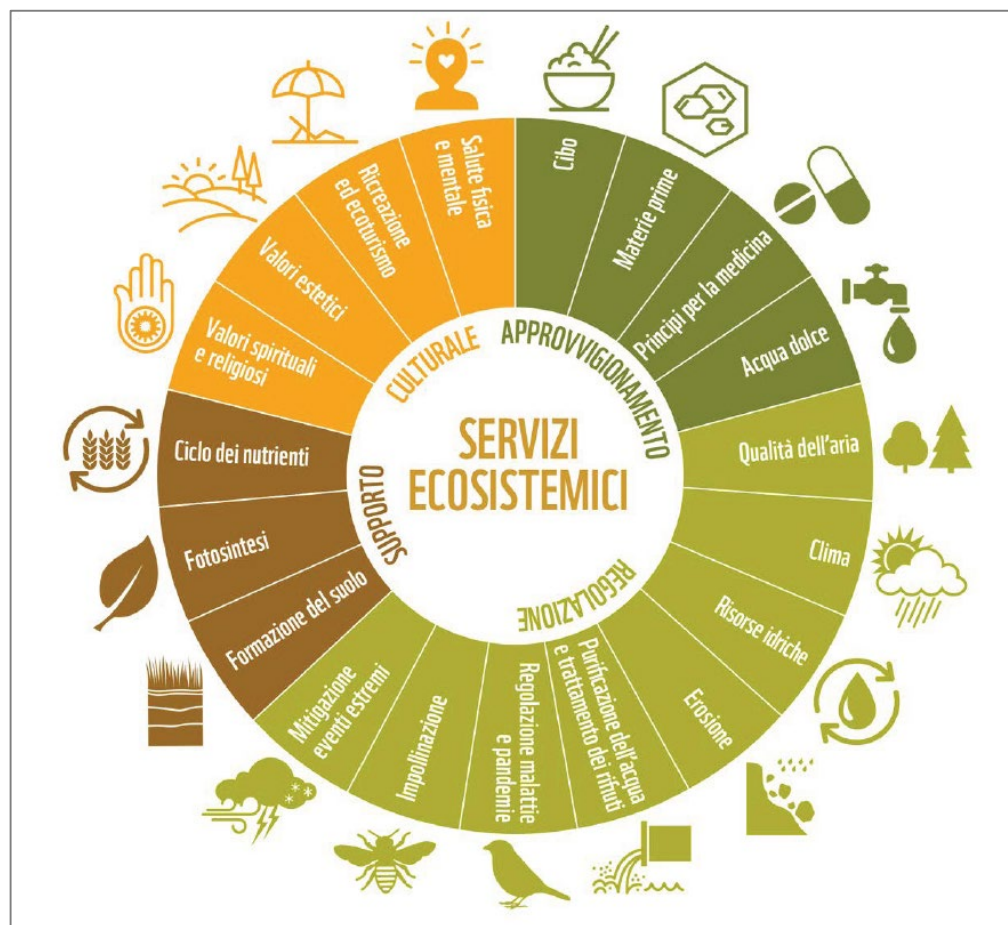 SERVIZI
ECOSISTEMICI
APPROVVIGIONAMENTO
Cibo
Materie prime
Principi per la medicina
Acqua dolce
REGOLAZIONE
Qualità dell'aria
Clima
Risorse idriche
Erosione
Purificazione dell'acqua
e trattamento dei rifiuti
Regolazione malattie
e pandemie
Impollinazione
Mitigazione
eventi estremi
SUPPORTO
Formazione del suolo
Fotosintesi
Ciclo dei nutrienti
CULTURALE
Valori spirituali
e religiosi
Valori estetici
Ricreazione
ed ecoturismo
Salute fisica
e mentale